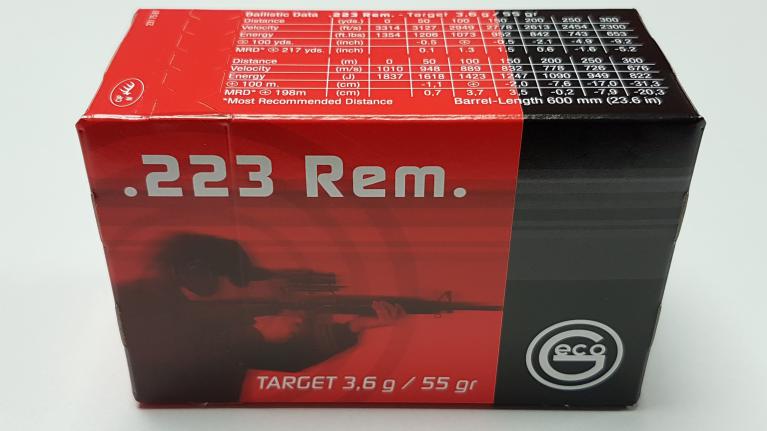 Ballistic Data .223 Rem. - Target 3,6 g / 55 gr
Distance (yds.) 0 50 100 150 200 250 300
Velocity (ft/s) 3314 3127 2949 2776 2613 2454 2300
Energy (ft.lbs) 1354 1206 1073 952 842 743 653
⊕ 100 yds. (inch) -0.5 ⊕ -0.5 -2.1 -4.9 -9.2
MRD* ⊕ 217 yds. (inch) 0.1 1.3 1.5 0.6 -1.6 -5.2
Distance (m) 0 50 100 150 200 250 300
Velocity (m/s) 1010 948 889 832 778 726 676
Energy (J) 1837 1618 1423 1247 1090 949 822
⊕ 100 m. (cm) -1,1 ⊕ -2,0 -7,6 -17,0 -31,3
MRD* ⊕ 198m (cm) 0,7 3,7 3,5 -0,2 -7,9 -20,3
*Most Recommended Distance Barrel-Length 600 mm (23.6 in)
.223 Rem.
TARGET 3,6 g / 55 gr
Geco